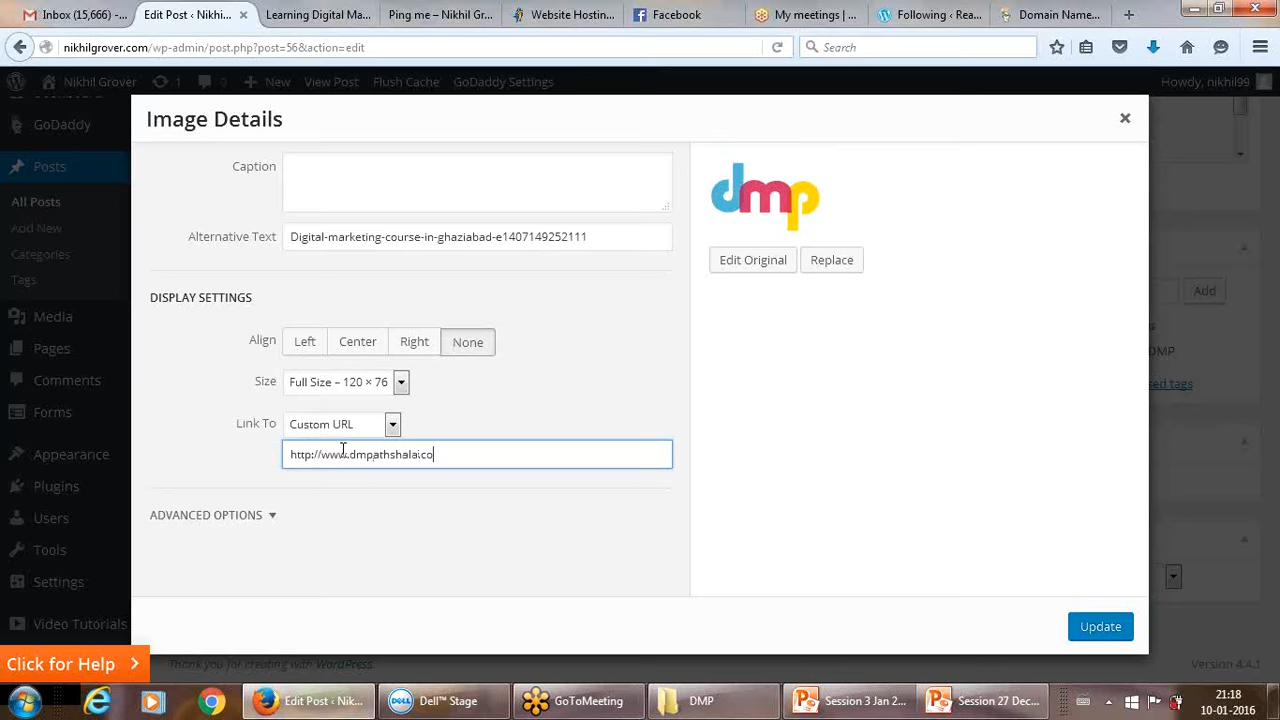 Inbox (15,666) -...
Edit Post ‹ Nikhi...
Learning Digital Ma...
Ping me – Nikhil Gr...
Website Hostin...
Facebook
My meetings | ...
Following ‹ Rea...
Domain Name...
nikhilgrover.com/wp-admin/post.php?post=56&action=edit
Search
Nikhil Grover
1
0
New
View Post
Flush Cache
GoDaddy Settings
Howdy, nikhil99
GoDaddy
Posts
All Posts
Add New
Categories
Tags
Media
Pages
Comments
Forms
Appearance
Plugins
Users
Tools
Settings
Video Tutorials
Image Details
Caption
Alternative Text
Digital-marketing-course-in-ghaziabad-e1407149252111
DISPLAY SETTINGS
Align
Left
Center
Right
None
Size
Full Size – 120 × 76
Link To
Custom URL
http://www.dmpathshala.co
ADVANCED OPTIONS
dmp
Edit Original
Replace
Update
Add
DMP
sed tags
Click for Help
Thank you for creating with WordPress.
Version 4.4.1
Edit Post ‹ Nikhi...
Dell™ Stage
GoToMeeting
DMP
Session 3 Jan 2...
Session 27 Dec...
21:18
10-01-2016